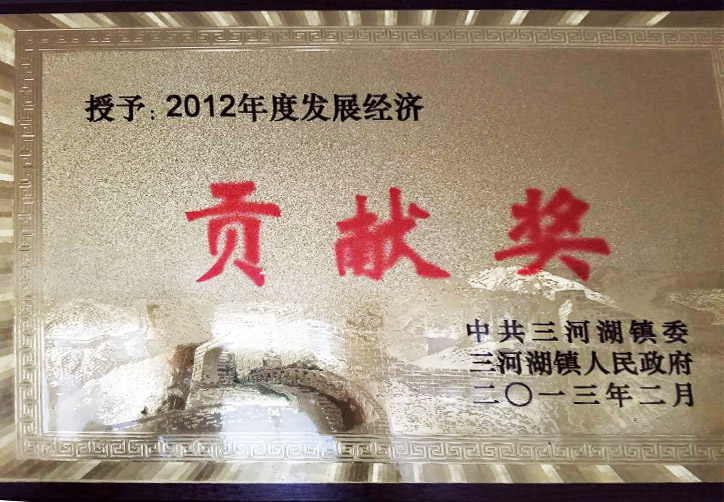 授予：2012年度发展经济
贡献奖
中共三河湖镇委
三河湖镇人民政府
二〇一三年二月